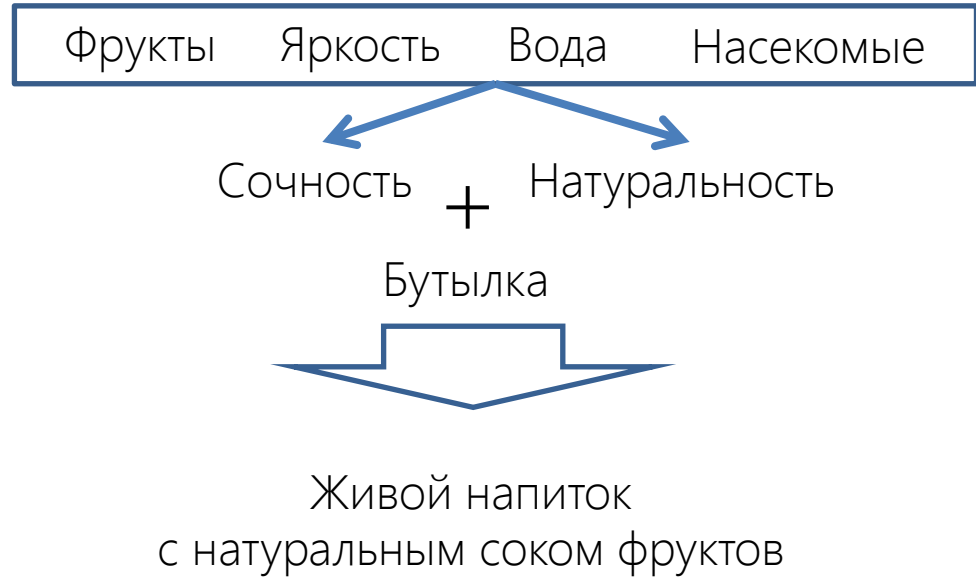 Фрукты Яркость Вода Насекомые
Сочность + Натуральность
Бутылка
Живой напиток
с натуральным соком фруктов